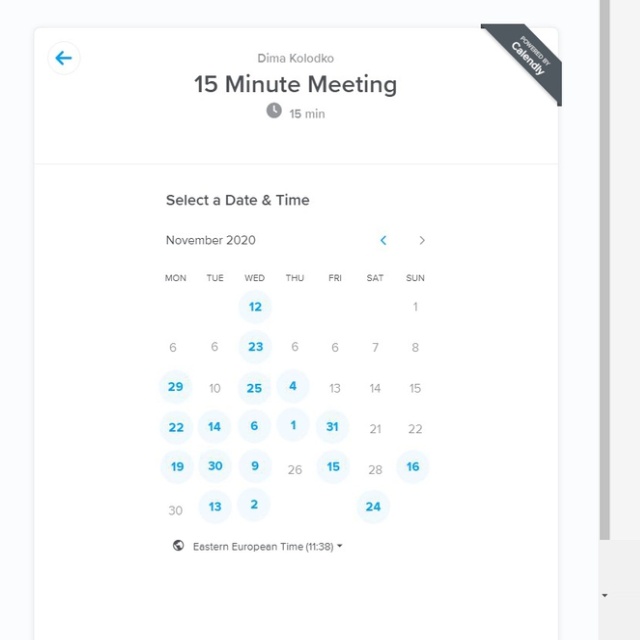 Dima Kolodko
15 Minute Meeting
15 min
POWERED BY
Calendly
Select a Date & Time
November 2020
MON TUE WED THU FRI SAT SUN
12 1
6 6 23 6 6 7 8
29 10 25 4 13 14 15
22 14 6 1 31 21 22
19 30 9 26 15 28 16
30 13 2 24
Eastern European Time (11:38)